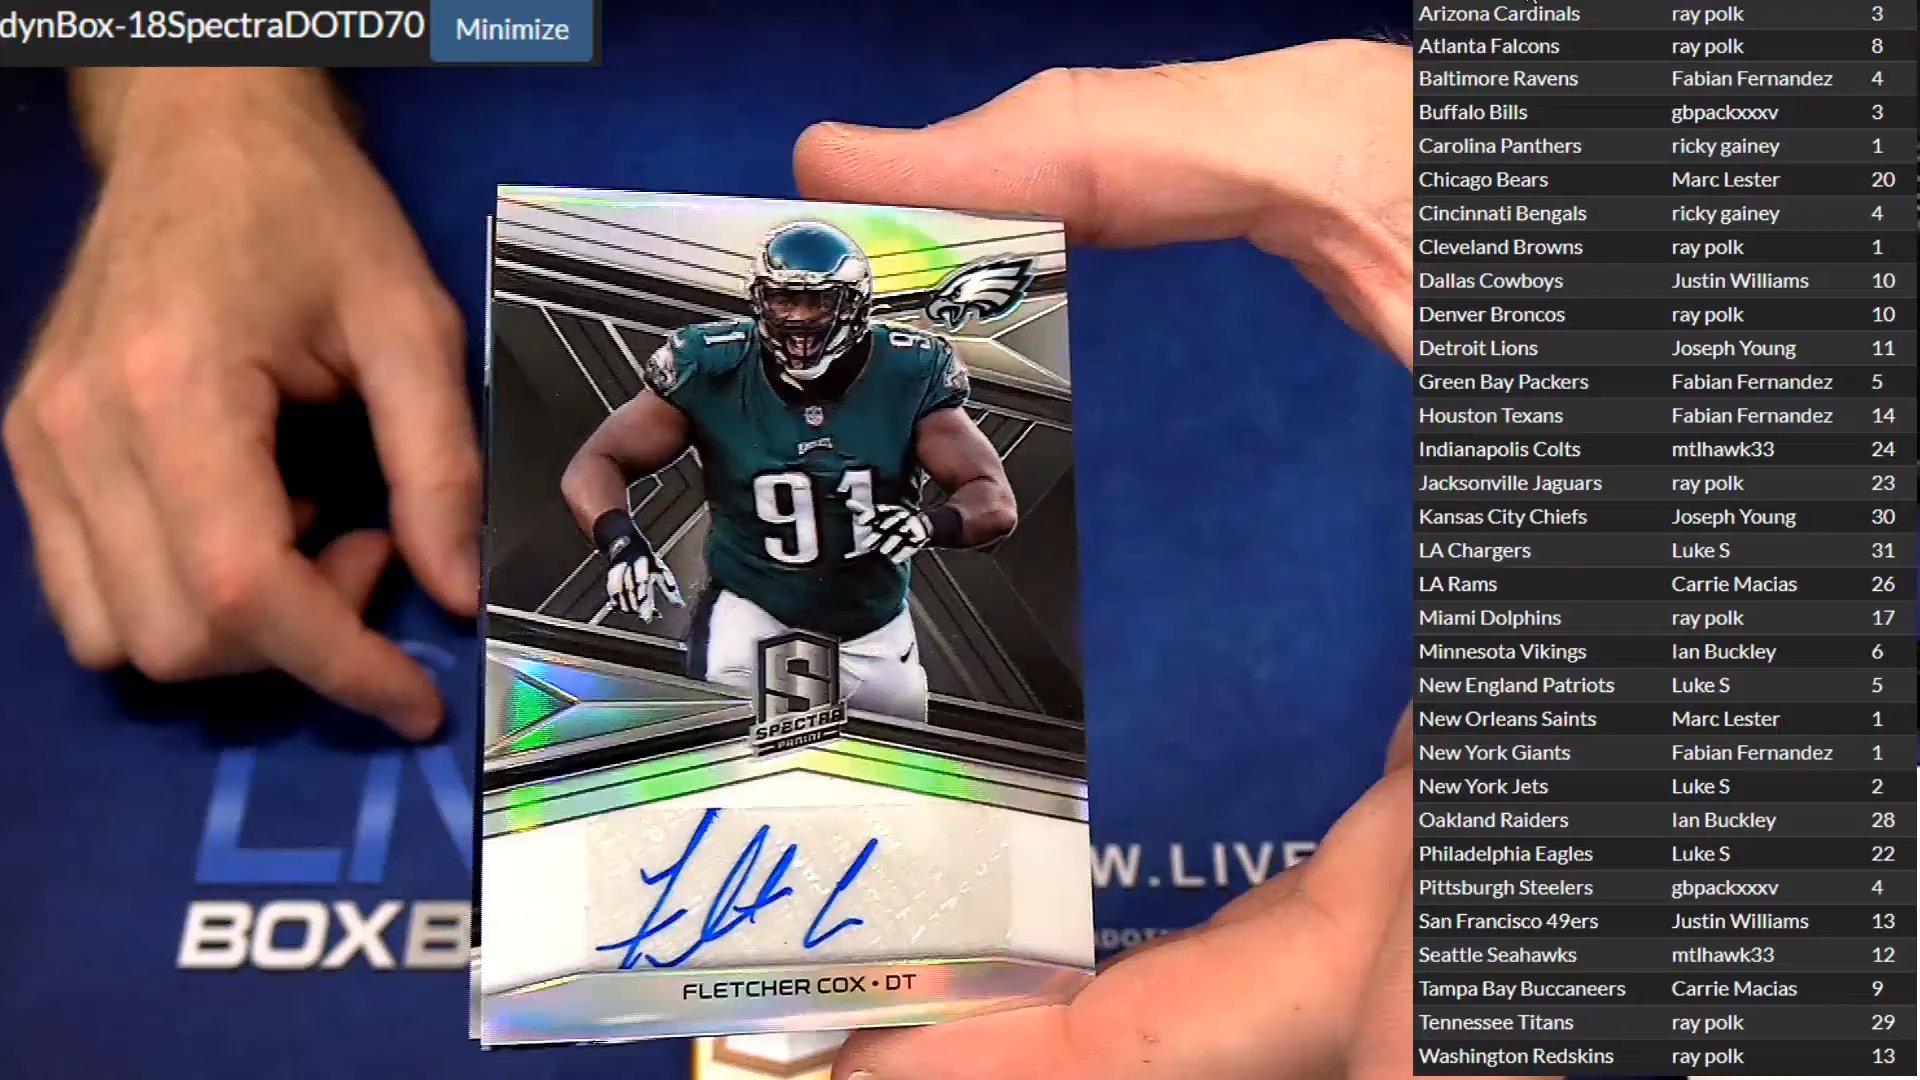 dynBox-18SpectraDOTD70 Minimize
91
91
EAGLES
91
S
SPECTRA
PANINI
FLETCHER COX • DT
BOXB
W.LIVE
Arizona Cardinals ray polk 3
Atlanta Falcons ray polk 8
Baltimore Ravens Fabian Fernandez 4
Buffalo Bills gbpackxxxv 3
Carolina Panthers ricky gainey 1
Chicago Bears Marc Lester 20
Cincinnati Bengals ricky gainey 4
Cleveland Browns ray polk 1
Dallas Cowboys Justin Williams 10
Denver Broncos ray polk 10
Detroit Lions Joseph Young 11
Green Bay Packers Fabian Fernandez 5
Houston Texans Fabian Fernandez 14
Indianapolis Colts mtlhawk33 24
Jacksonville Jaguars ray polk 23
Kansas City Chiefs Joseph Young 30
LA Chargers Luke S 31
LA Rams Carrie Macias 26
Miami Dolphins ray polk 17
Minnesota Vikings Ian Buckley 6
New England Patriots Luke S 5
New Orleans Saints Marc Lester 1
New York Giants Fabian Fernandez 1
New York Jets Luke S 2
Oakland Raiders Ian Buckley 28
Philadelphia Eagles Luke S 22
Pittsburgh Steelers gbpackxxxv 4
San Francisco 49ers Justin Williams 13
Seattle Seahawks mtlhawk33 12
Tampa Bay Buccaneers Carrie Macias 9
Tennessee Titans ray polk 29
Washington Redskins ray polk 13